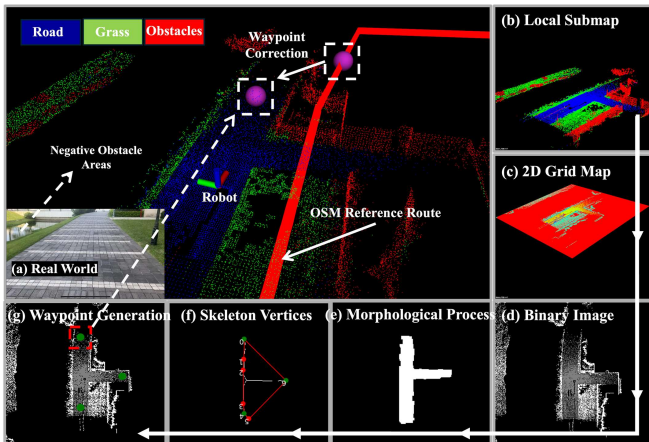 Road
Grass
Obstacles
Waypoint
Correction
(b) Local Submap
Negative Obstacle
Areas
Robot
(c) 2D Grid Map
OSM Reference Route
(a) Real World
(g) Waypoint Generation
(f) Skeleton Vertices
(e) Morphological Process
(d) Binary Image